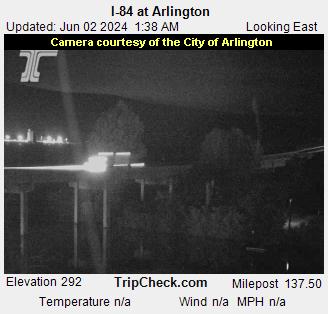 I-84 at Arlington
Updated: Jun 02 2024 1:38 AM Looking East
Camera courtesy of the City of Arlington
Elevation 292 TripCheck.com Milepost 137.50
Temperature n/a Wind n/a MPH n/a